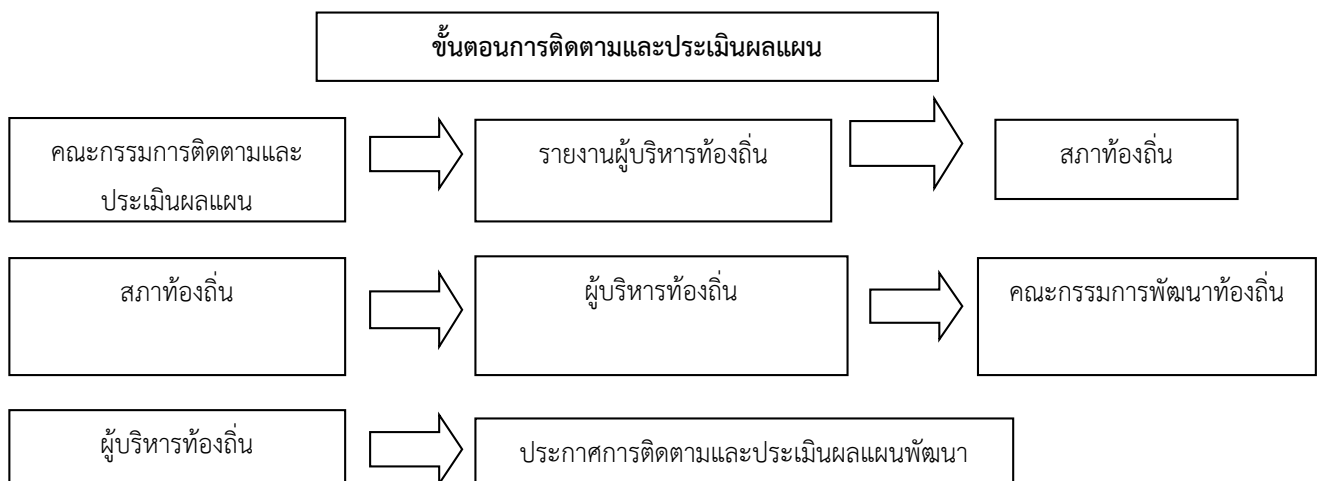 ขั้นตอนการติดตามและประเมินผลแผน
คณะกรรมการติดตามและ
ประเมินผลแผน
รายงานผู้บริหารท้องถิ่น
สภาท้องถิ่น
สภาท้องถิ่น
ผู้บริหารท้องถิ่น
คณะกรรมการพัฒนาท้องถิ่น
ผู้บริหารท้องถิ่น
ประกาศการติดตามและประเมินผลแผนพัฒนา